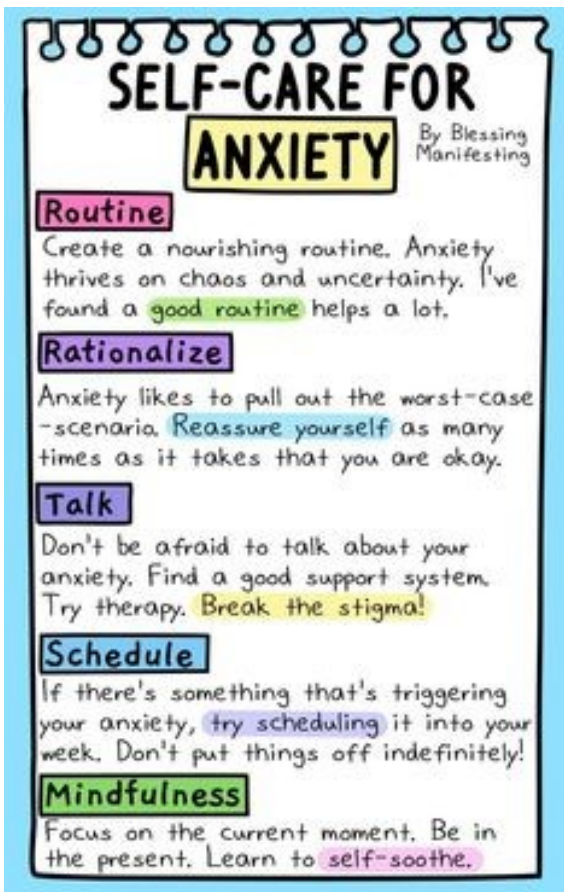 SELF-CARE FOR
ANXIETY
By Blessing
Manifesting
Routine
Create a nourishing routine. Anxiety
thrives on chaos and uncertainty. I've
found a good routine helps a lot.
Rationalize
Anxiety likes to pull out the worst-case
-scenario. Reassure yourself as many
times as it takes that you are okay.
Talk
Don't be afraid to talk about your
anxiety. Find a good support system.
Try therapy. Break the stigma!
Schedule
If there's something that's triggering
your anxiety, try scheduling it into your
week. Don't put things off indefinitely!
Mindfulness
Focus on the current moment. Be in
the present. Learn to self-soothe.